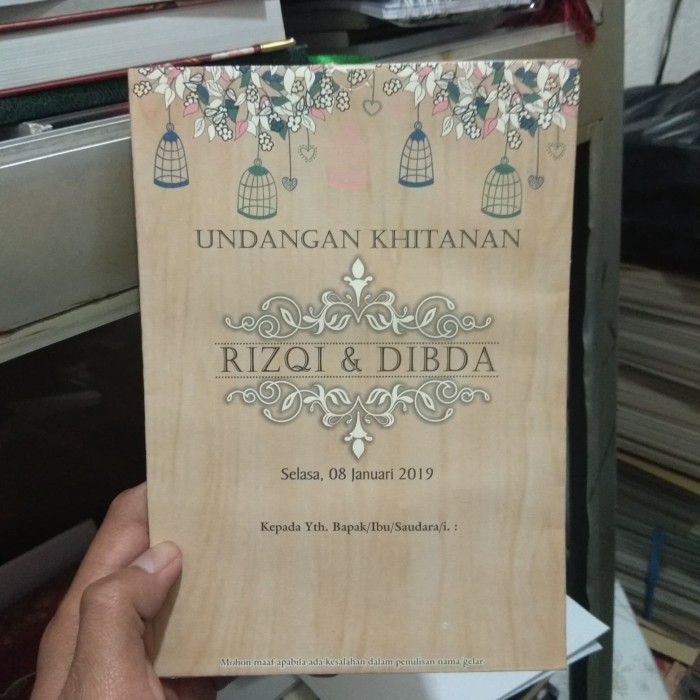 UNDANGAN KHITANAN
RIZQI & DIBDA
Selasa, 08 Januari 2019
Kepada Yth. Bapak/Ibu/Saudara/i. :
Mohon maaf apabila ada kesalahan dalam penulisan nama gelar